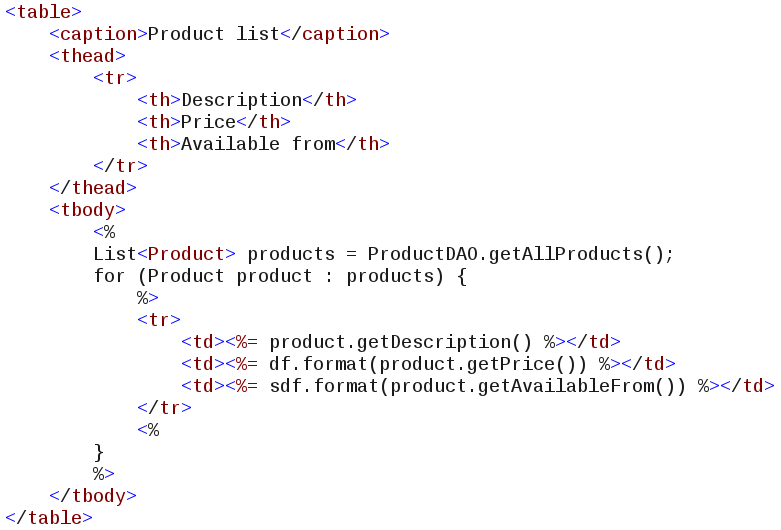 <table>
    <caption>Product list</caption>
    <thead>
        <tr>
            <th>Description</th>
            <th>Price</th>
            <th>Available from</th>
        </tr>
    </thead>
    <tbody>
        <%
        List<Product> products = ProductDAO.getAllProducts();
        for (Product product : products) {
            %>
            <tr>
                <td><%= product.getDescription() %></td>
                <td><%= df.format(product.getPrice()) %></td>
                <td><%= sdf.format(product.getAvailableFrom()) %></td>
            </tr>
            <%
        }
        %>
    </tbody>
</table>